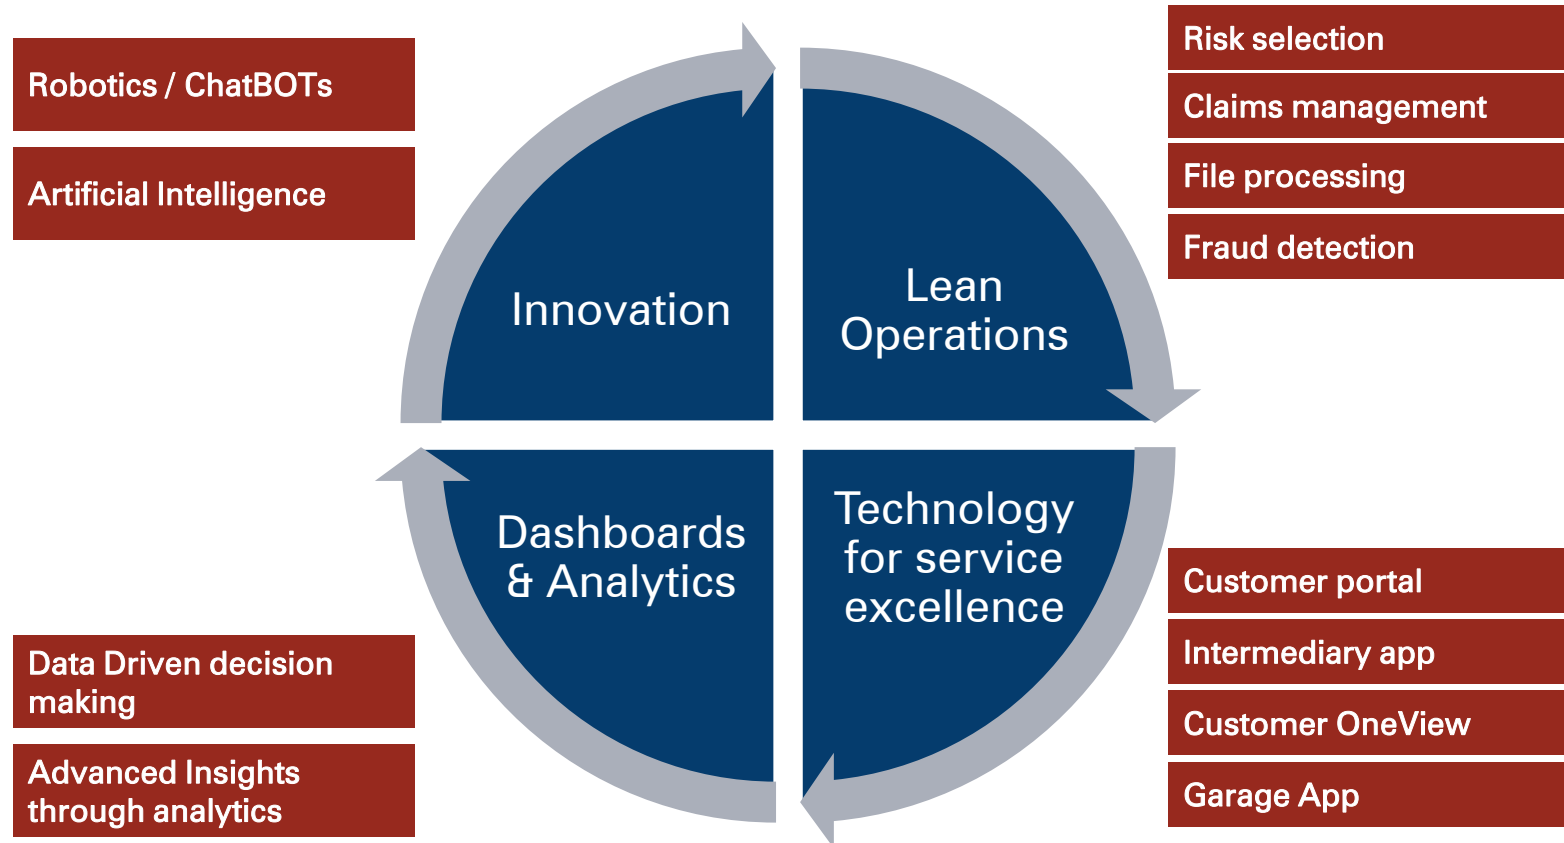 Robotics / ChatBOTs
Artificial Intelligence
Innovation
Lean
Operations
Risk selection
Claims management
File processing
Fraud detection
Dashboards
& Analytics
Technology
for service
excellence
Data Driven decision
making
Advanced Insights
through analytics
Customer portal
Intermediary app
Customer OneView
Garage App